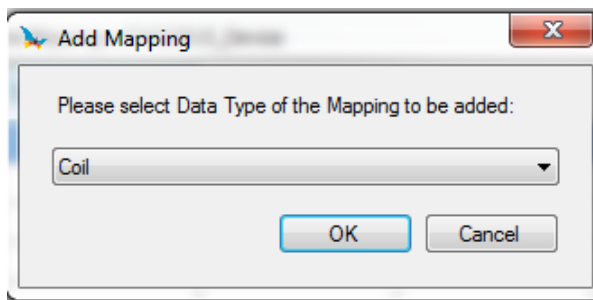 Add Mapping
Please select Data Type of the Mapping to be added:
Coil
OK Cancel